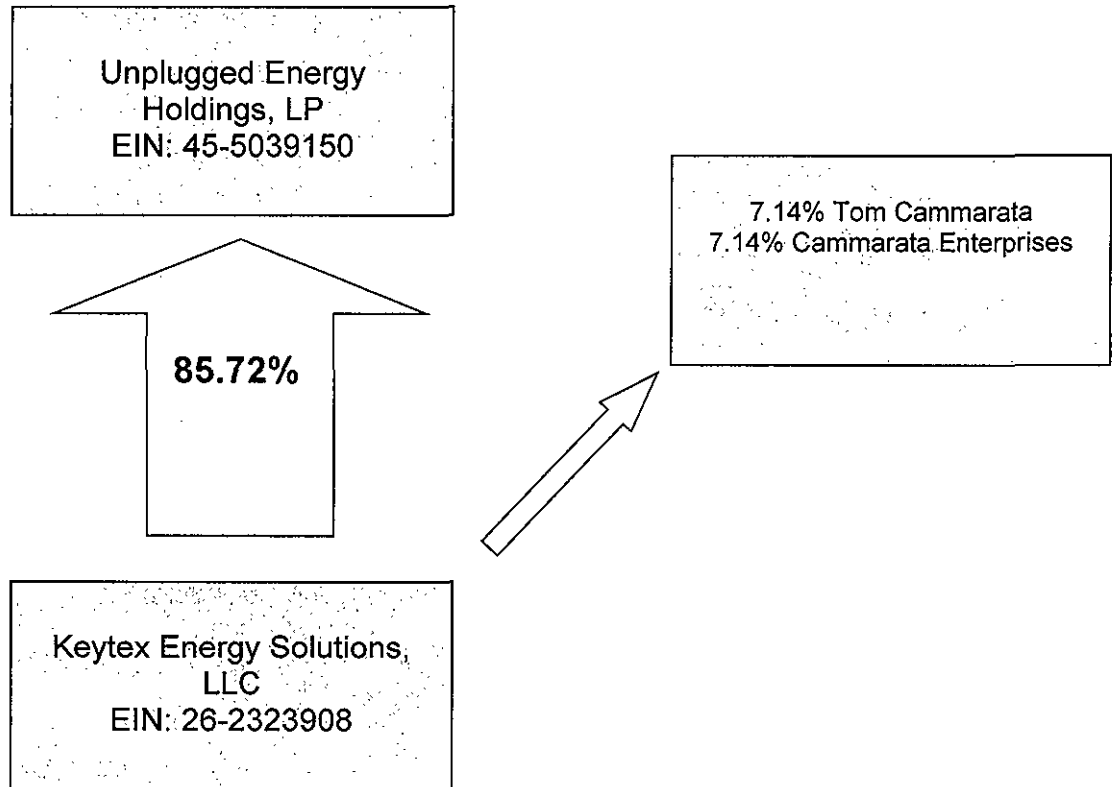 Unplugged Energy
Holdings, LP
EIN: 45-5039150
7.14% Tom Cammarata
7.14% Cammarata Enterprises
85.72%
Keytex Energy Solutions,
LLC
EIN: 26-2323908